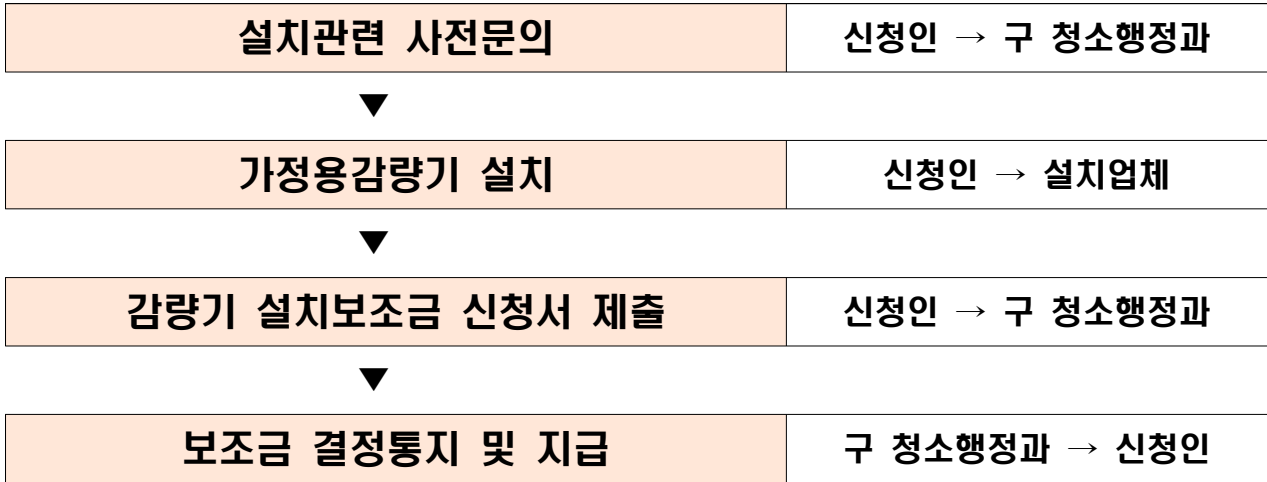 설치관련 사전문의 신청인 → 구 청소행정과
▼
가정용감량기 설치 신청인 → 설치업체
▼
감량기 설치보조금 신청서 제출 신청인 → 구 청소행정과
▼
보조금 결정통지 및 지급 구 청소행정과 → 신청인